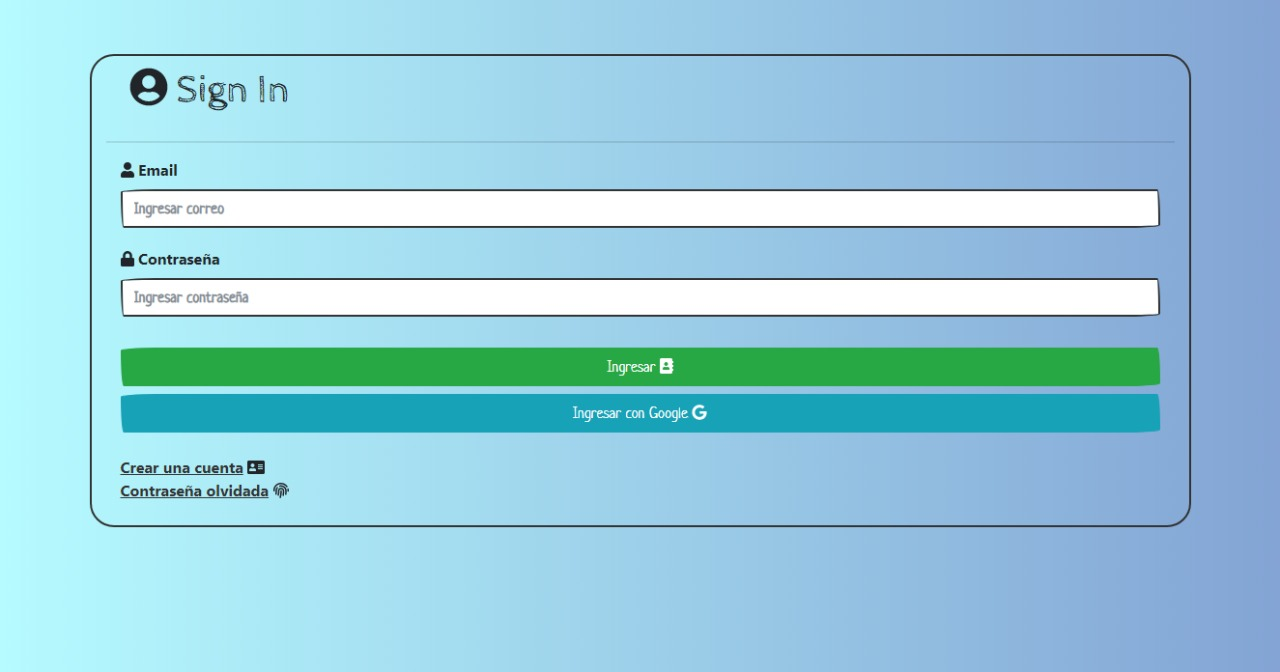 Sign In
Email
Ingresar correo
Contraseña
Ingresar contraseña
Ingresar
Ingresar con Google
Crear una cuenta
Contraseña olvidada